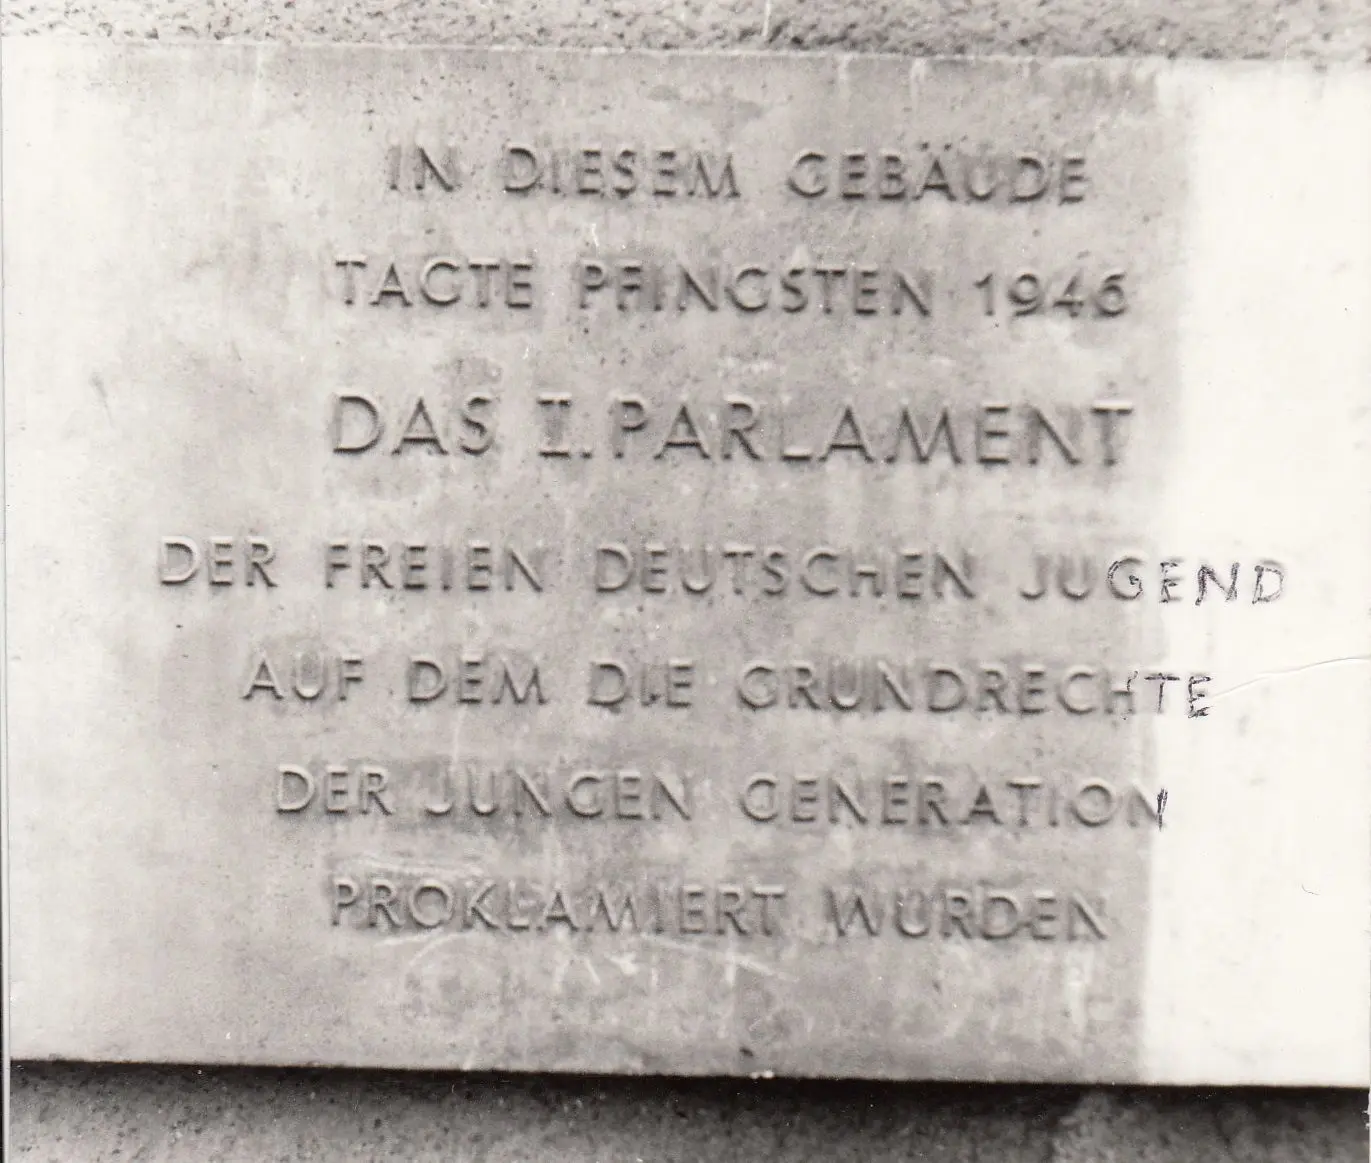 IN DIESEM GEBÄUDE
TAGTE PFINGSTEN 1946
DAS I. PARLAMENT
DER FREIEN DEUTSCHEN JUGEND
AUF DEM DIE GRUNDRECHTE
DER JUNGEN GENERATION
PROKLAMIERT WURDEN